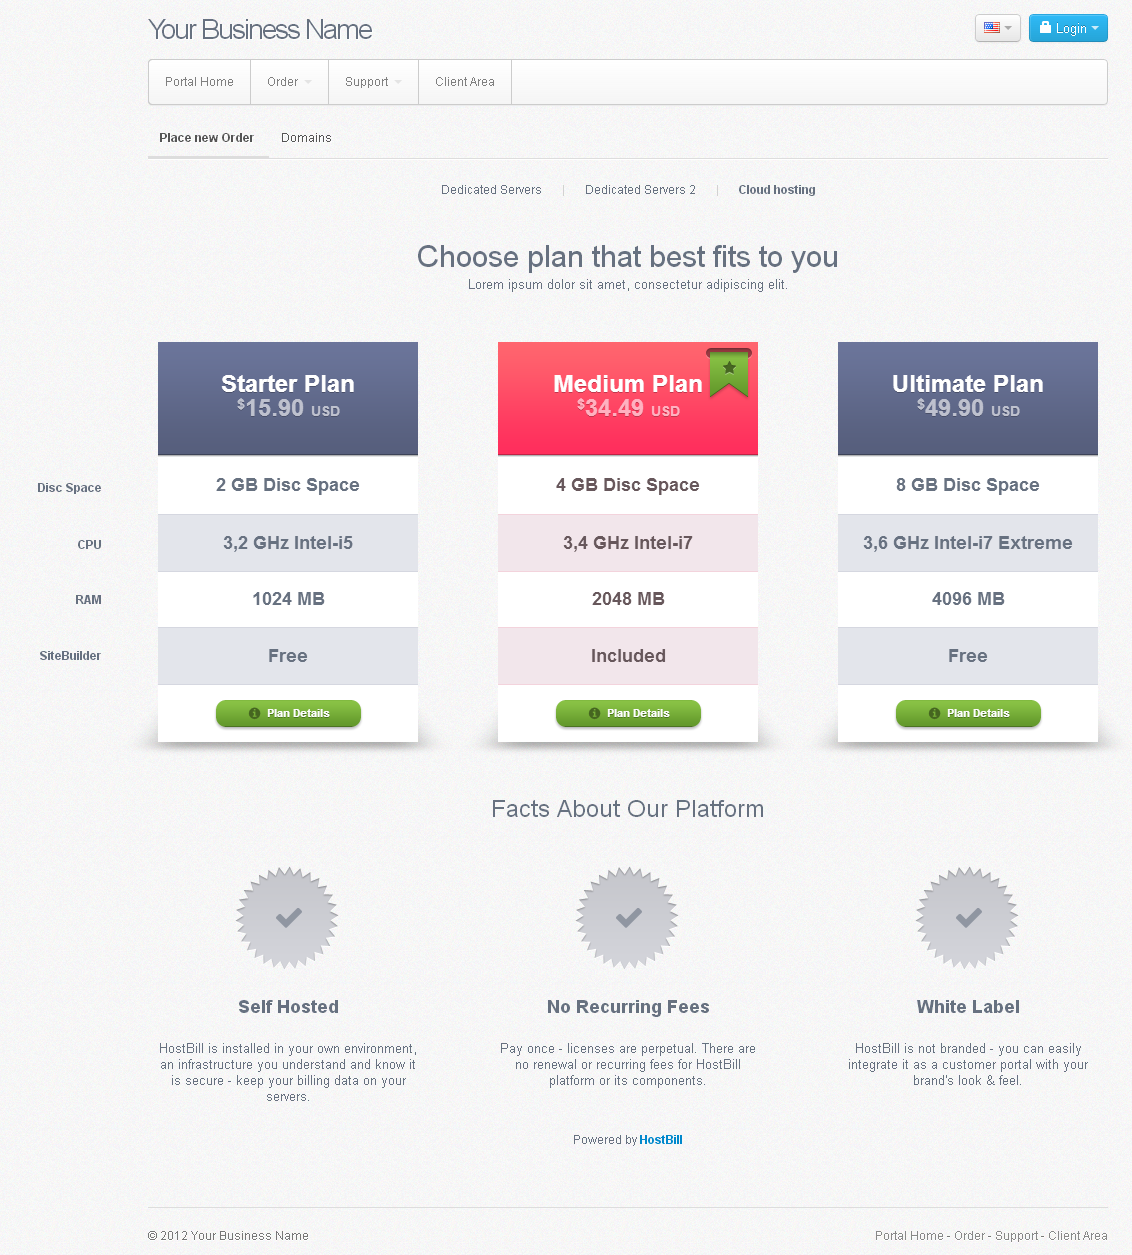 Your Business Name
Login
Portal Home
Order
Support
Client Area
Place new Order
Domains
Dedicated Servers | Dedicated Servers 2 | Cloud hosting
Choose plan that best fits to you
Lorem ipsum dolor sit amet, consectetur adipiscing elit.
Starter Plan
$15.90 USD
Medium Plan
$34.49 USD
Ultimate Plan
$49.90 USD
Disc Space
2 GB Disc Space
4 GB Disc Space
8 GB Disc Space
CPU
3,2 GHz Intel-i5
3,4 GHz Intel-i7
3,6 GHz Intel-i7 Extreme
RAM
1024 MB
2048 MB
4096 MB
SiteBuilder
Free
Included
Free
Plan Details
Plan Details
Plan Details
Facts About Our Platform
Self Hosted
HostBill is installed in your own environment,
an infrastructure you understand and know it
is secure - keep your billing data on your
servers.
No Recurring Fees
Pay once - licenses are perpetual. There are
no renewal or recurring fees for HostBill
platform or its components.
White Label
HostBill is not branded - you can easily
integrate it as a customer portal with your
brand's look & feel.
Powered by HostBill
© 2012 Your Business Name
Portal Home - Order - Support - Client Area